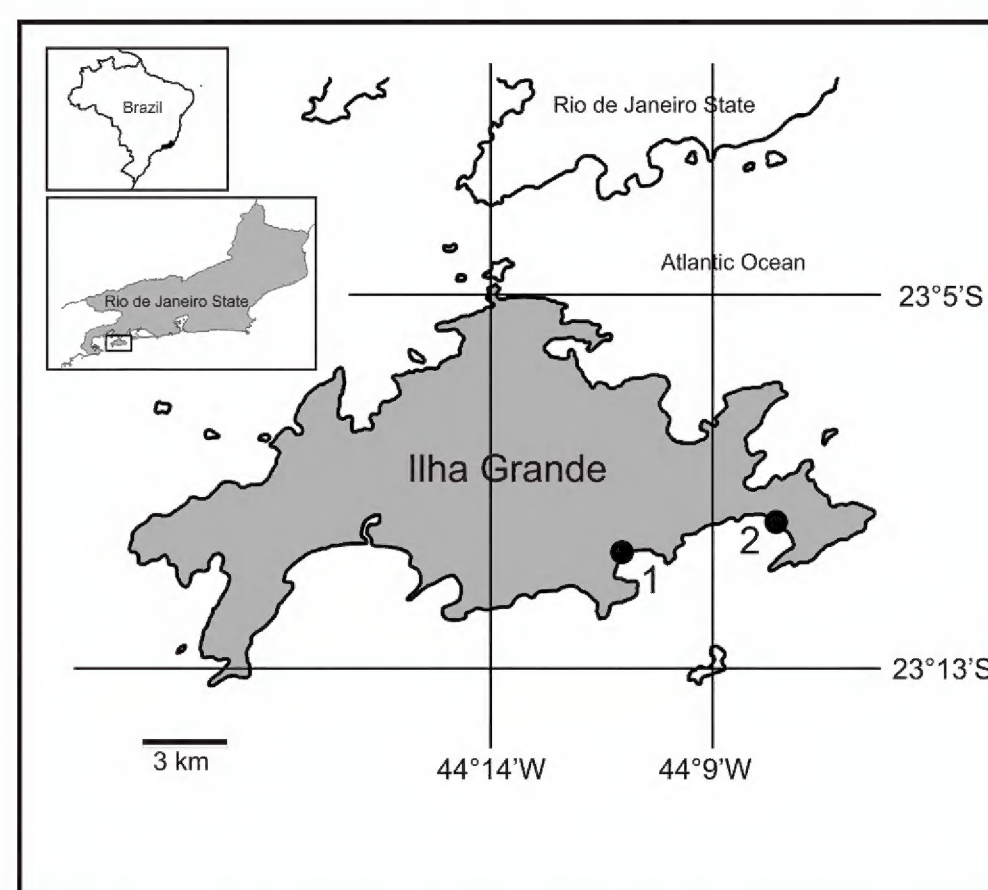 Brazil
Rio de Janeiro State
Rio de Janeiro State
Atlantic Ocean
23°5'S
Ilha Grande
2
1
23°13'S
3 km
44°14'W
44°9'W